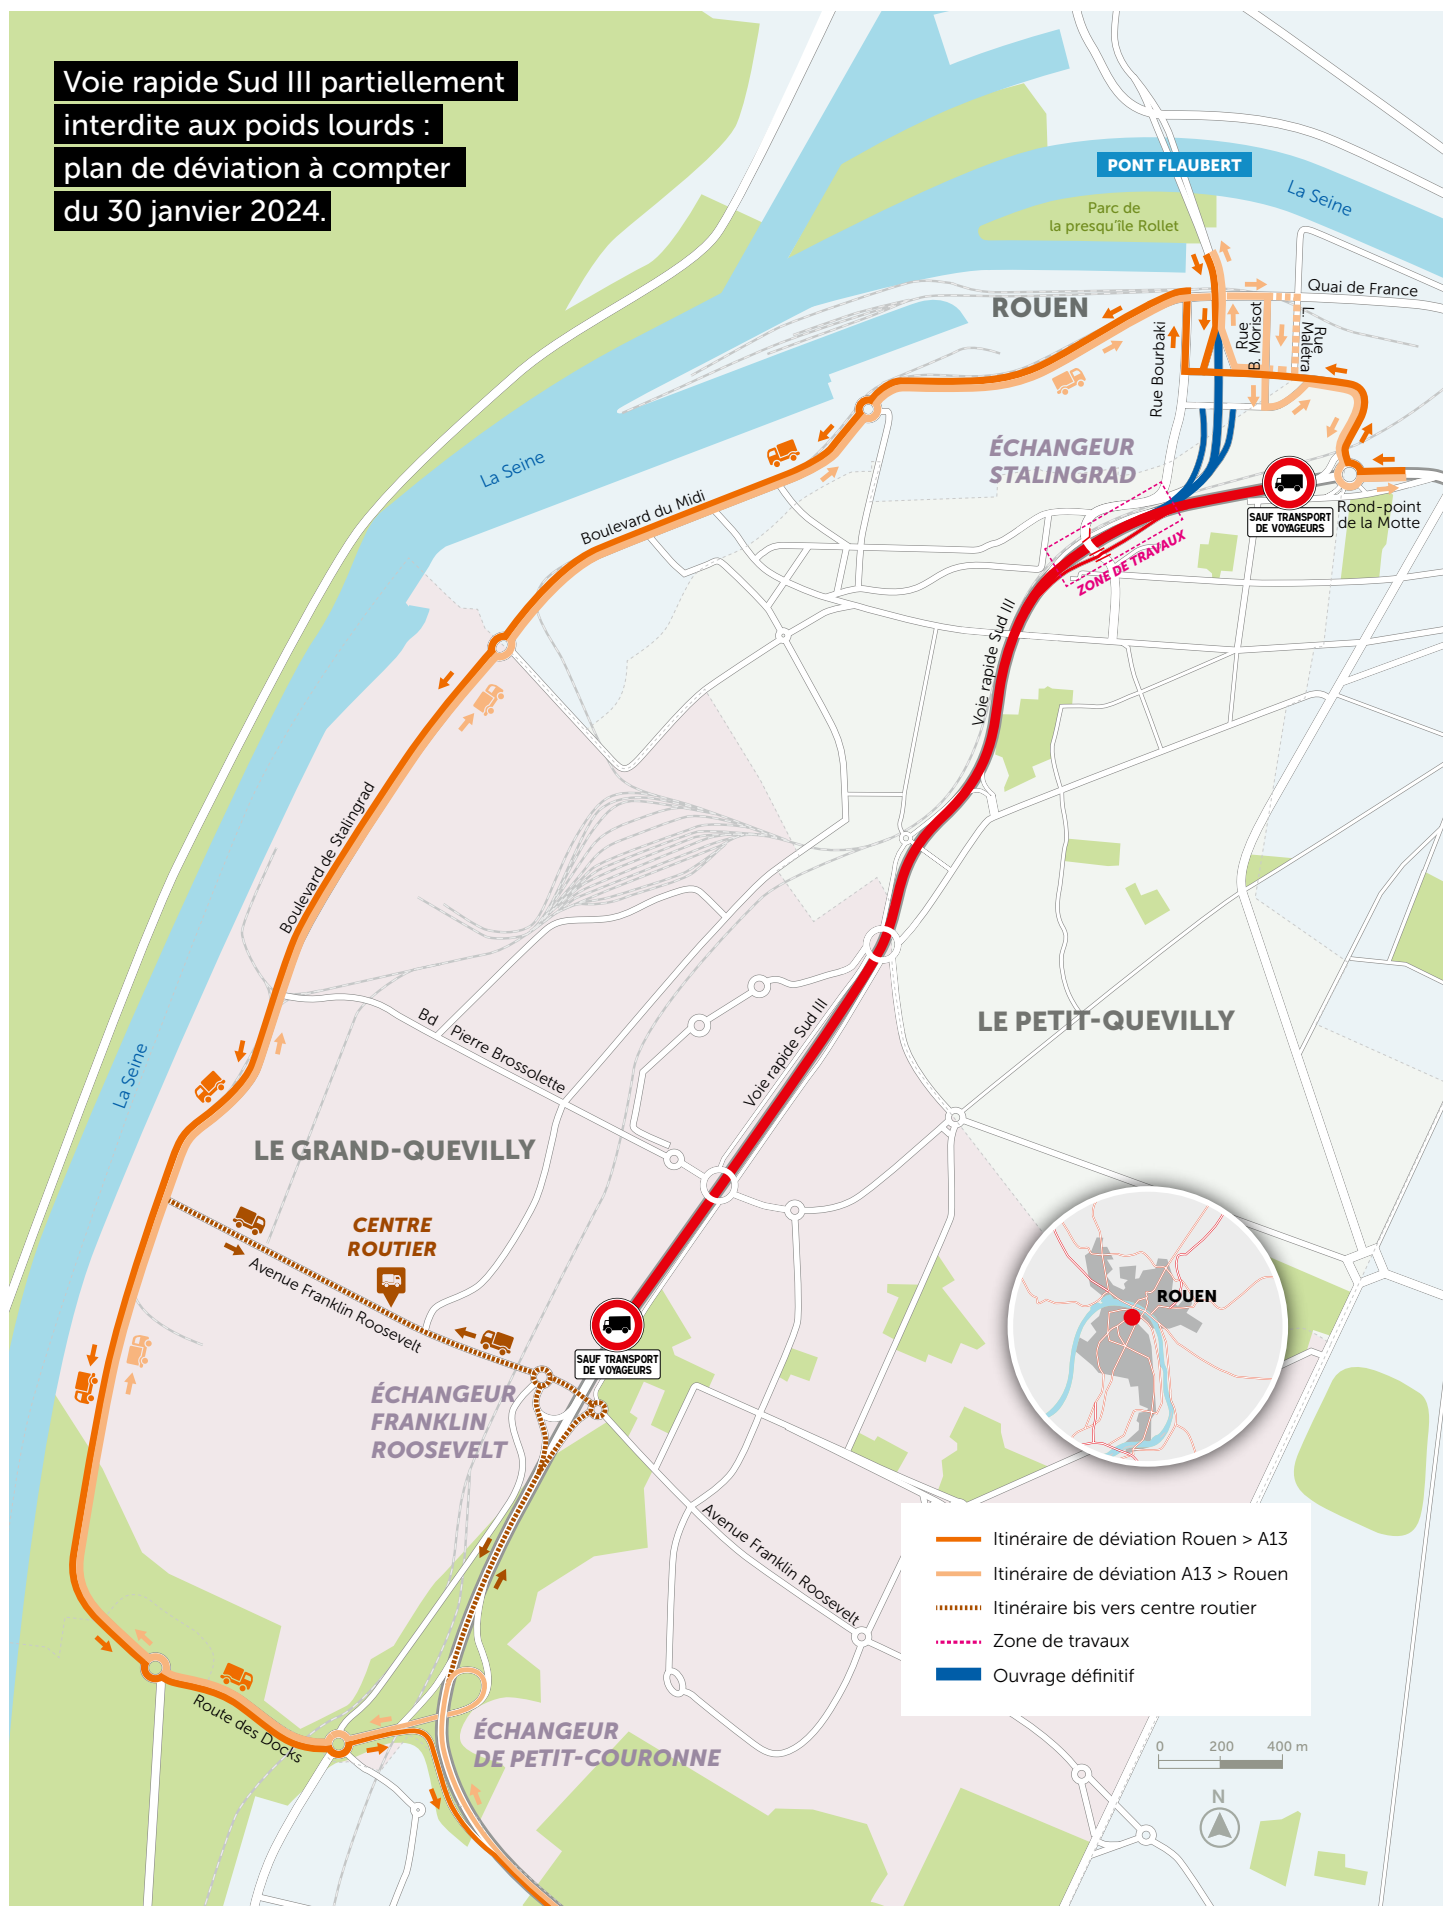 Voie rapide Sud III partiellement
interdite aux poids lourds :
plan de déviation à compter
du 30 janvier 2024.
PONT FLAUBERT
La Seine
Parc de
la presqu'île Rollet
Quai de France
ROUEN
Rue Bourbaki
Rue
B. Morisot
Rue
L. Malétra
ÉCHANGEUR
STALINGRAD
La Seine
SAUF TRANSPORT
DE VOYAGEURS
Rond-point
de la Motte
Boulevard du Midi
ZONE DE TRAVAUX
Voie rapide Sud III
Boulevard de Stalingrad
LE PETIT-QUEVILLY
Bd Pierre Brossolette
Voie rapide Sud III
La Seine
LE GRAND-QUEVILLY
CENTRE
ROUTIER
Avenue Franklin Roosevelt
ROUEN
SAUF TRANSPORT
DE VOYAGEURS
ÉCHANGEUR
FRANKLIN
ROOSEVELT
Avenue Franklin Roosevelt
Itinéraire de déviation Rouen > A13
Itinéraire de déviation A13 > Rouen
Itinéraire bis vers centre routier
Zone de travaux
Ouvrage définitif
Route des Docks
ÉCHANGEUR
DE PETIT-COURONNE
0 200 400 m
N